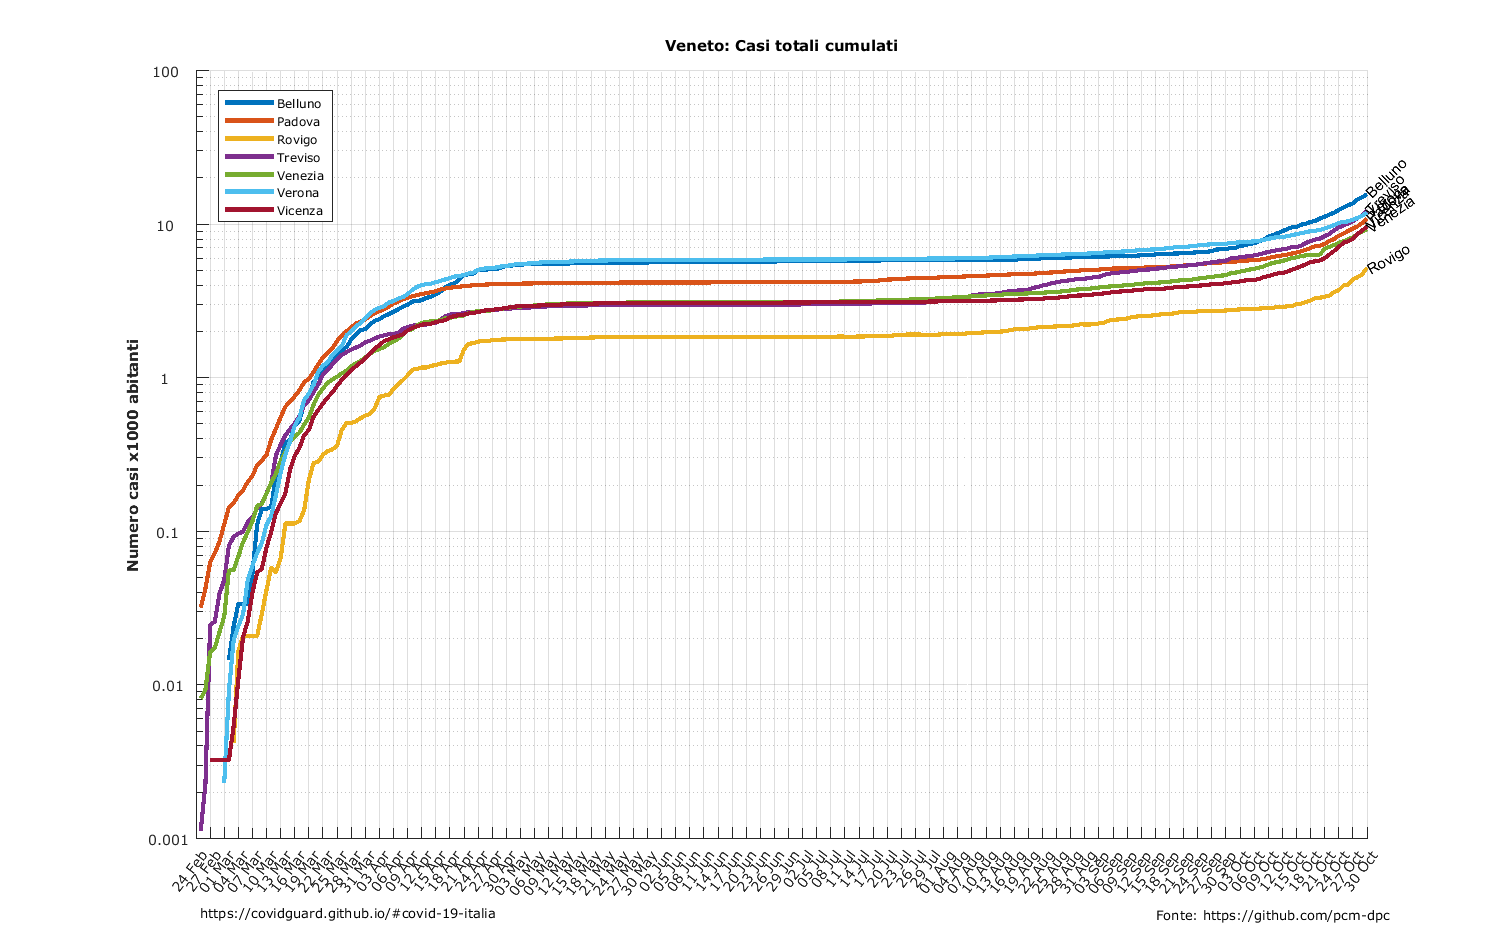 Veneto: Casi totali cumulati
Numero casi x1000 abitanti
100
10
1
0.1
0.01
0.001
Belluno
Padova
Rovigo
Treviso
Venezia
Verona
Vicenza
Belluno
Treviso
Venezia
Rovigo
24 Feb
27 Feb
01 Mar
04 Mar
07 Mar
10 Mar
13 Mar
16 Mar
19 Mar
22 Mar
25 Mar
28 Mar
31 Mar
03 Apr
06 Apr
09 Apr
12 Apr
15 Apr
18 Apr
21 Apr
24 Apr
27 Apr
30 Apr
03 May
06 May
09 May
12 May
15 May
18 May
21 May
24 May
27 May
30 May
02 Jun
05 Jun
08 Jun
11 Jun
14 Jun
17 Jun
20 Jun
23 Jun
26 Jun
29 Jun
02 Jul
05 Jul
08 Jul
11 Jul
14 Jul
17 Jul
20 Jul
23 Jul
26 Jul
29 Jul
01 Aug
04 Aug
07 Aug
10 Aug
13 Aug
16 Aug
19 Aug
22 Aug
25 Aug
28 Aug
31 Aug
03 Sep
06 Sep
09 Sep
12 Sep
15 Sep
18 Sep
21 Sep
24 Sep
27 Sep
30 Sep
03 Oct
06 Oct
09 Oct
12 Oct
15 Oct
18 Oct
21 Oct
24 Oct
27 Oct
30 Oct
https://covidguard.github.io/#covid-19-italia
Fonte: https://github.com/pcm-dpc